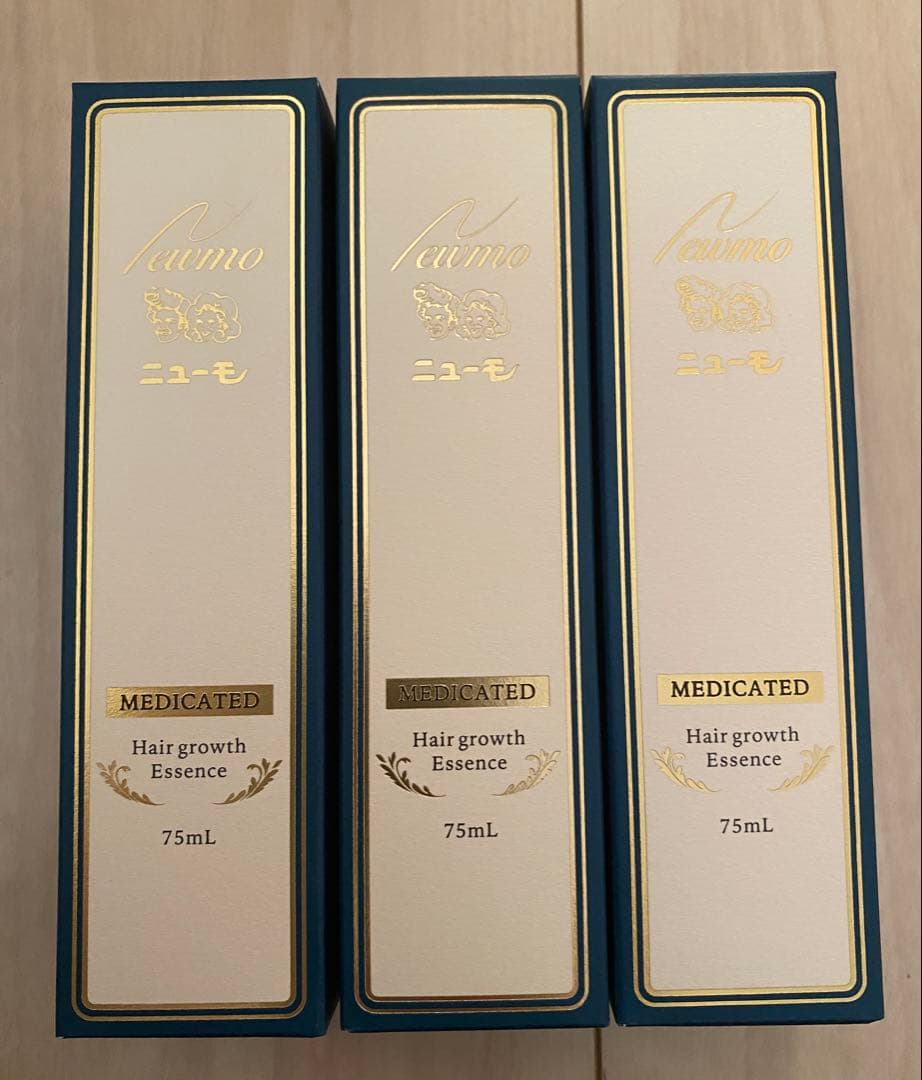 Newmo
ニューモ
MEDICATED
Hair growth
Essence
75mL
Newmo
ニューモ
MEDICATED
Hair growth
Essence
75mL
Newmo
ニューモ
MEDICATED
Hair growth
Essence
75mL